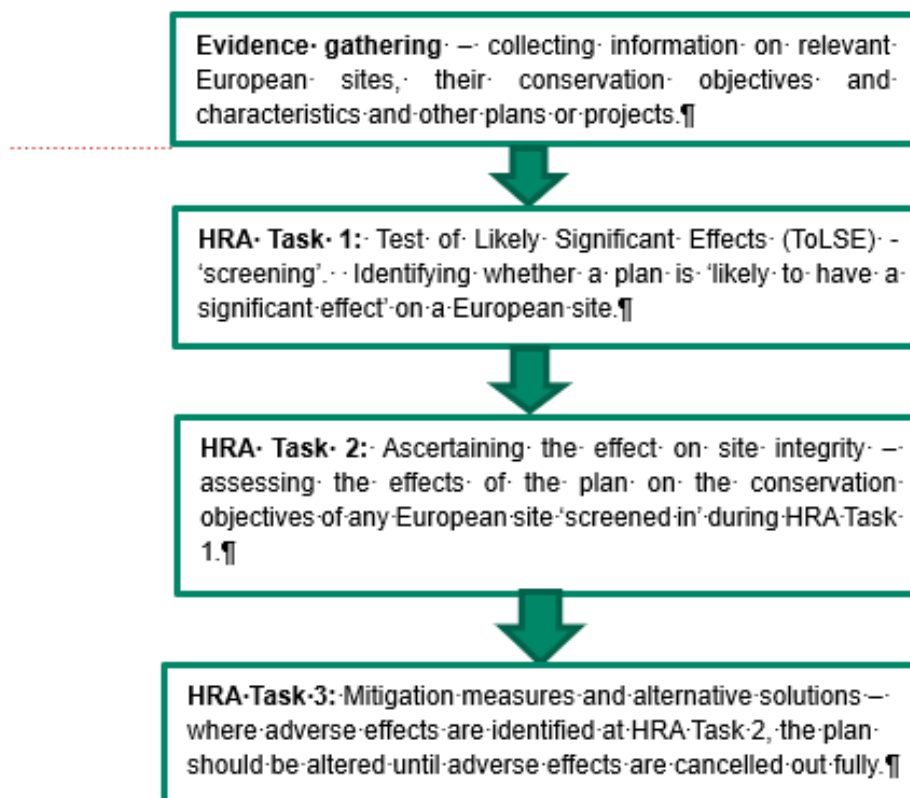 Evidence gathering – collecting information on relevant
European sites, their conservation objectives and
characteristics and other plans or projects.¶
HRA Task 1: Test of Likely Significant Effects (ToLSE) -
‘screening’. Identifying whether a plan is ‘likely to have a
significant effect’ on a European site.¶
HRA Task 2: Ascertaining the effect on site integrity –
assessing the effects of the plan on the conservation
objectives of any European site ‘screened in’ during HRA Task
1.¶
HRA Task 3: Mitigation measures and alternative solutions –
where adverse effects are identified at HRA Task 2, the plan
should be altered until adverse effects are cancelled out fully.¶